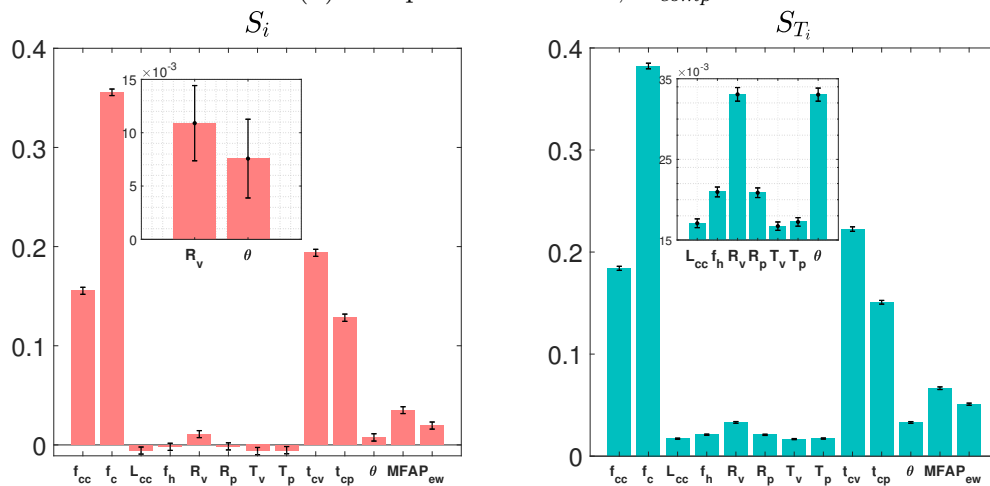 comp
S_i
0.4
0.3
0.2
0.1
0
×10^-3
15
10
5
0
R_v θ
f_cc f_c L_cc f_h R_v R_p T_v T_p t_cv t_cp θ MFAP_ew
S_{T_i}
0.4
0.3
0.2
0.1
0
×10^-3
35
25
15
L_cc f_h R_v R_p T_v T_p θ
f_cc f_c L_cc f_h R_v R_p T_v T_p t_cv t_cp θ MFAP_ew